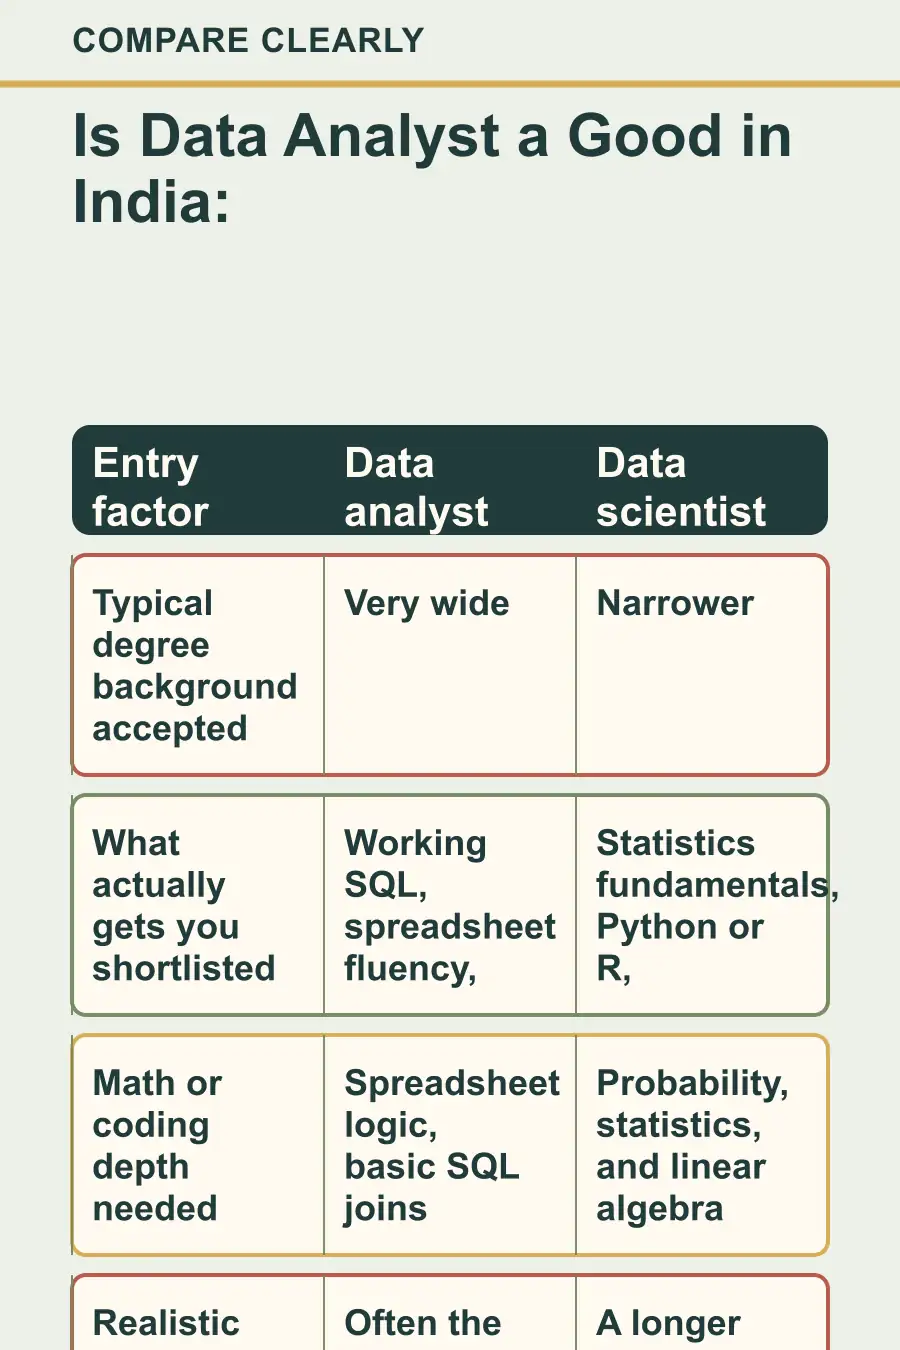 COMPARE CLEARLY
Is Data Analyst a Good in
India:
Entry
factor
Data
analyst
Data
scientist
Typical
degree
background
accepted
Very wide
Narrower
What
actually
gets you
shortlisted
Working
SQL,
spreadsheet
fluency,
Statistics
fundamentals,
Python or
R,
Math or
coding
depth
needed
Spreadsheet
logic,
basic SQL
joins
Probability,
statistics,
and linear
algebra
Realistic
Often the
A longer